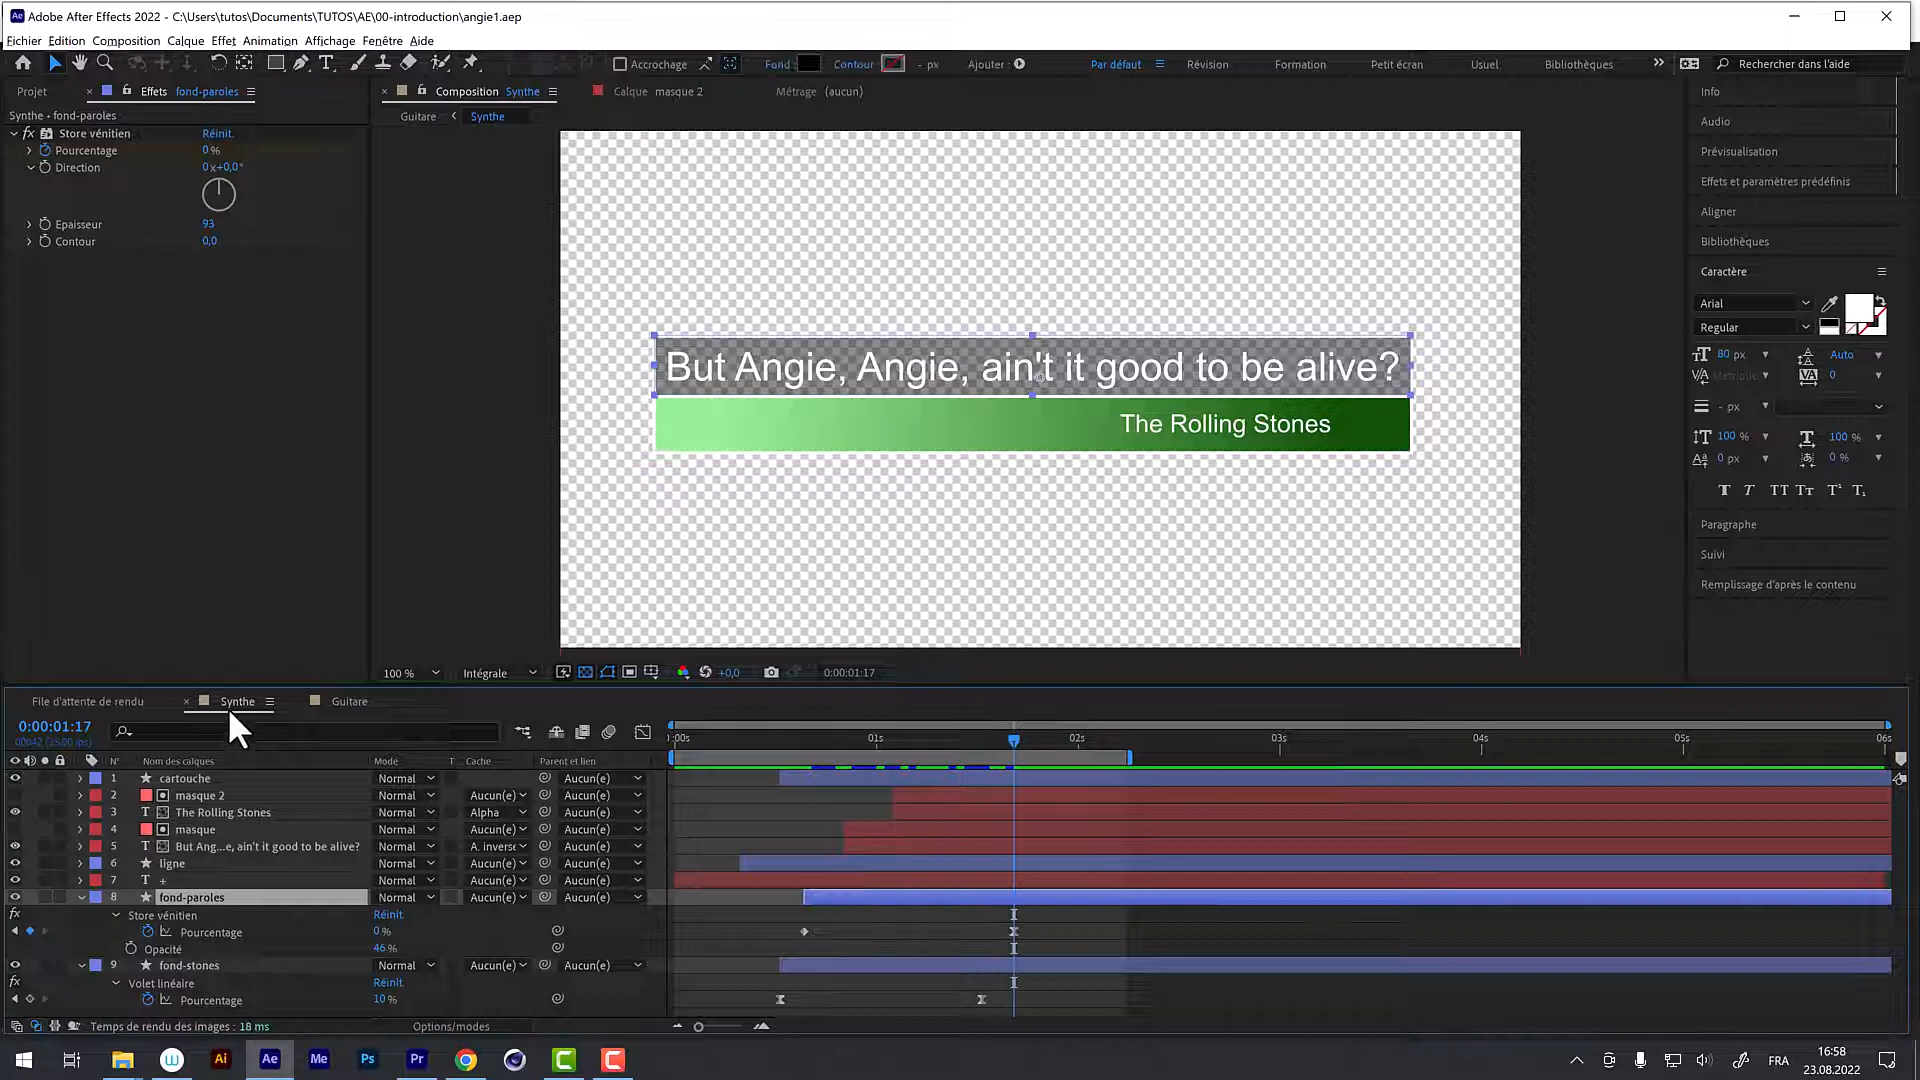 Adobe After Effects 2022 - C:\Users\tutos\Documents\TUTOS\AE\00-introduction\angie1.aep
Fichier Edition Composition Calque Effet Animation Affichage Fenêtre Aide
Accrochage Fond Contour - px Ajouter Par défaut Révision Formation Petit écran Usuel Bibliothèques Rechercher dans l'aide
Projet Effets fond-paroles
Synthe • fond-paroles
fx Store vénitien Réinit.
Pourcentage 0 %
Direction 0 x+0,0°
Epaisseur 93
Contour 0,0
Composition Synthe Calque masque 2 Métrage (aucun)
Guitare Synthe
But Angie, Angie, ain't it good to be alive?
The Rolling Stones
100 % Intégrale +0,0 0:00:01:17
Info
Audio
Prévisualisation
Effets et paramètres prédéfinis
Aligner
Bibliothèques
Caractère
Arial
Regular
80 px Auto
Métrique 0
- px
100 % 100 %
0 px 0 %
T T TT Tt T¹ T₁
Paragraphe
Suivi
Remplissage d'après le contenu
File d'attente de rendu Synthe Guitare
0:00:01:17
00042 (25.00 ips)
:00s 01s 02s 03s 04s 05s 06s
N° Nom des calques Mode T Cache Parent et lien
1 cartouche Normal Aucun(e)
2 masque 2 Normal Aucun(e) Aucun(e)
3 T The Rolling Stones Normal Alpha Aucun(e)
4 masque Normal Aucun(e) Aucun(e)
5 T But Ang...e, ain't it good to be alive? Normal A. inverse Aucun(e)
6 ligne Normal Aucun(e) Aucun(e)
7 T + Normal Aucun(e) Aucun(e)
8 fond-paroles Normal Aucun(e) Aucun(e)
fx Store vénitien Réinit.
Pourcentage 0 %
Opacité 46 %
9 fond-stones Normal Aucun(e) Aucun(e)
fx Volet linéaire Réinit.
Pourcentage 10 %
Temps de rendu des images : 18 ms Options/modes
W Ai Ae Me Ps Pr C C FRA 16:58
23.08.2022